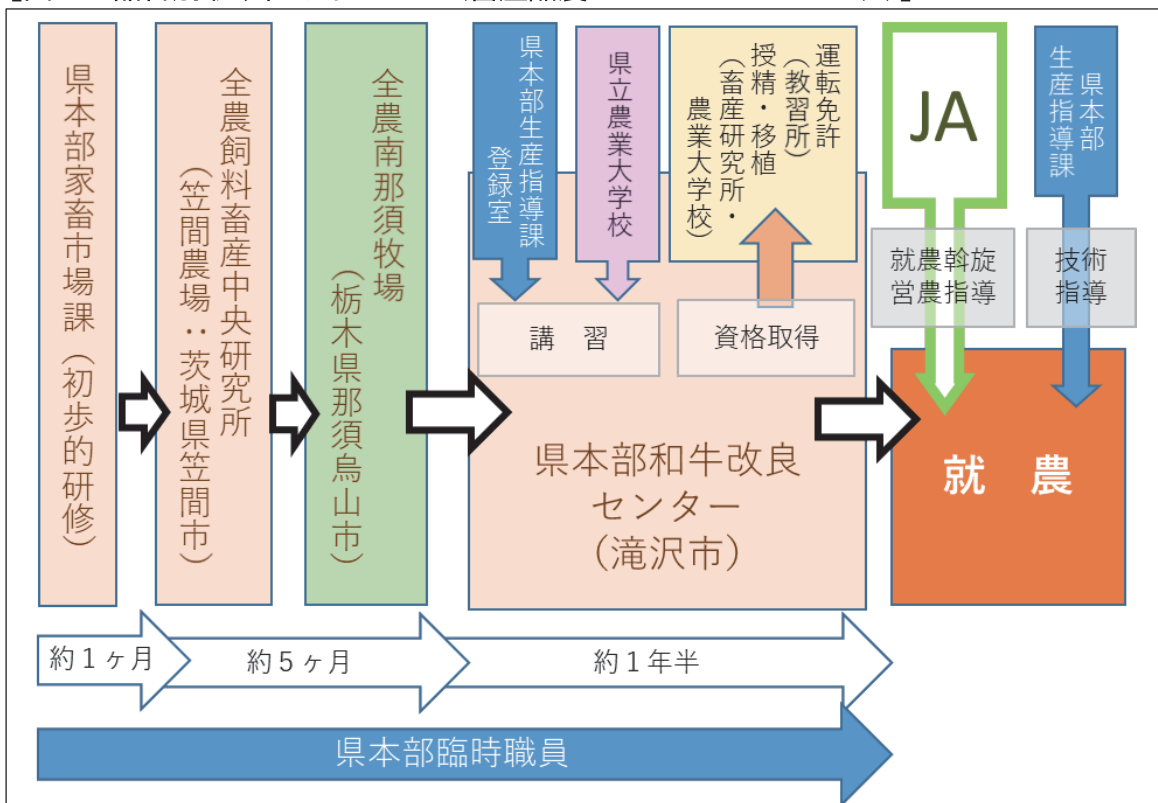 県本部家畜市場課（初歩的研修）
全農飼料畜産中央研究所
（笠間農場：茨城県笠間市）
全農南那須牧場
（栃木県那須烏山市）
県本部生産指導課
登録室
県立農業大学校
運転免許
（教習所）
授精・移植
（畜産研究所・
農業大学校）
JA
県本部
生産指導課
講　習
資格取得
就農斡旋
営農指導
技術
指導
県本部和牛改良
センター
（滝沢市）
就　農
約１ヶ月
約５ヶ月
約１年半
県本部臨時職員